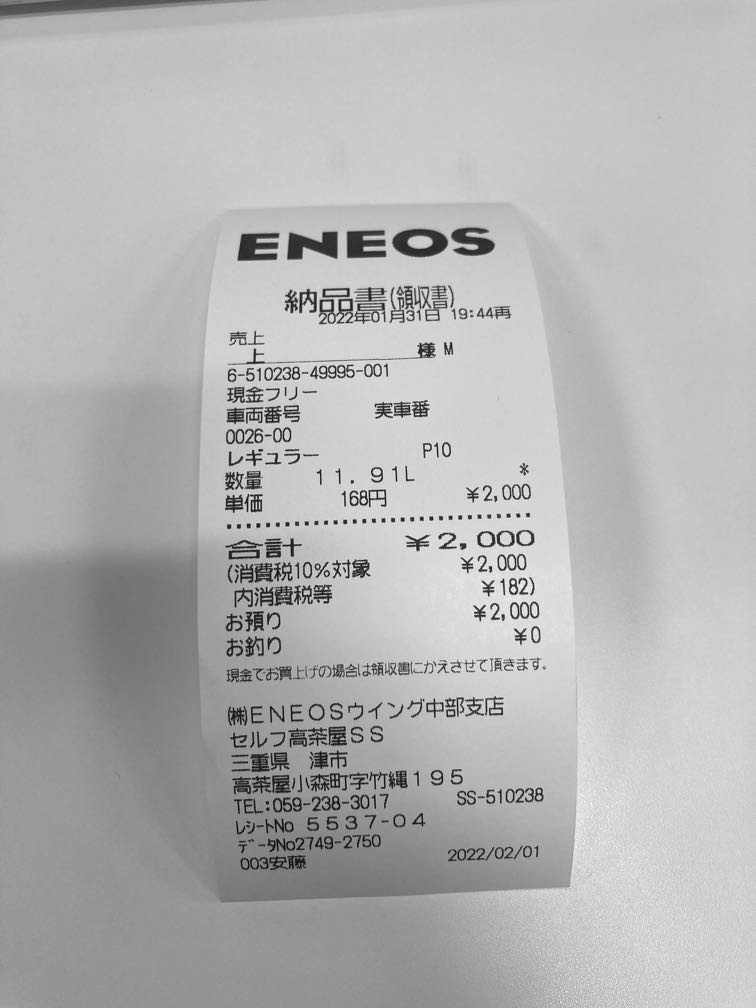 ENEOS
納品書(領収書)
2022年01月31日 19:44再
売上
上 様 M
6-510238-49995-001
現金フリー
車両番号 実車番
0026-00
レギュラー P10
数量 11.91L *
単価 168円 ¥2,000
合計 ¥2,000
(消費税10%対象 ¥2,000
内消費税等 ¥182)
お預り ¥2,000
お釣り ¥0
現金でお買上げの場合は領収書にかえさせて頂きます。
㈱ENEOSウイング中部支店
セルフ高茶屋SS
三重県 津市
高茶屋小森町字竹縄195
TEL:059-238-3017 SS-510238
レシートNo 5537-04
データNo2749-2750
003安藤 2022/02/01